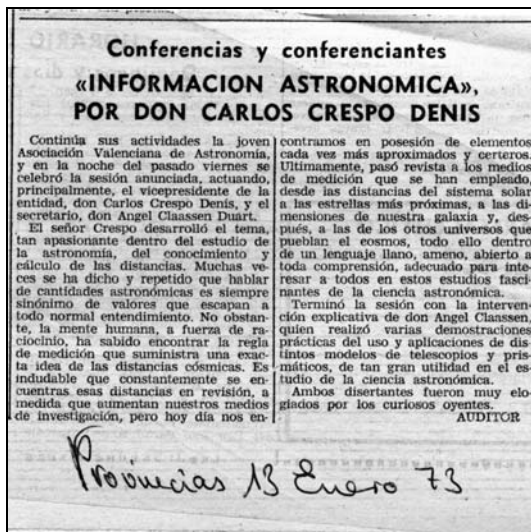 Conferencias y conferenciantes
«INFORMACION ASTRONOMICA»,
POR DON CARLOS CRESPO DENIS
Continúa sus actividades la joven
Asociación Valenciana de Astronomía,
y en la noche del pasado viernes se
celebró la sesión anunciada, actuando,
principalmente, el vicepresidente de la
entidad, don Carlos Crespo Denis, y el
secretario, don Angel Claassen Duart.
El señor Crespo desarrolló el tema,
tan apasionante dentro del estudio de
la astronomía, del conocimiento y
cálculo de las distancias. Muchas ve-
ces se ha dicho y repetido que hablar
de cantidades astronómicas es siempre
sinónimo de valores que escapan a
todo normal entendimiento. No obstan-
te, la mente humana, a fuerza de ra-
ciocinio, ha sabido encontrar la regla
de medición que suministra una exac-
ta idea de las distancias cósmicas. Es
indudable que constantemente se en-
cuentras esas distancias en revisión, a
medida que aumentan nuestros medios
de investigación, pero hoy día nos en-
contramos en posesión de elementos
cada vez más aproximados y certeros.
Ultimamente, pasó revista a los medios
de medición que se han empleado,
desde las distancias del sistema solar
a las estrellas más próximas, a las di-
mensiones de nuestra galaxia y, des-
pués, a las de los otros universos que
pueblan el cosmos, todo ello dentro
de un lenguaje llano, ameno, abierto a
toda comprensión, adecuado para inte-
resar a todos en estos estudios fasci-
nantes de la ciencia astronómica.
Terminó la sesión con la interven-
ción explicativa de don Angel Claassen,
quien realizó varias demostraciones
prácticas del uso y aplicaciones de dis-
tintos modelos de telescopios y pris-
máticos, de tan gran utilidad en el es-
tudio de la ciencia astronómica.
Ambos disertantes fueron muy elo-
giados por los curiosos oyentes.
AUDITOR
Provincias 13 Enero 73